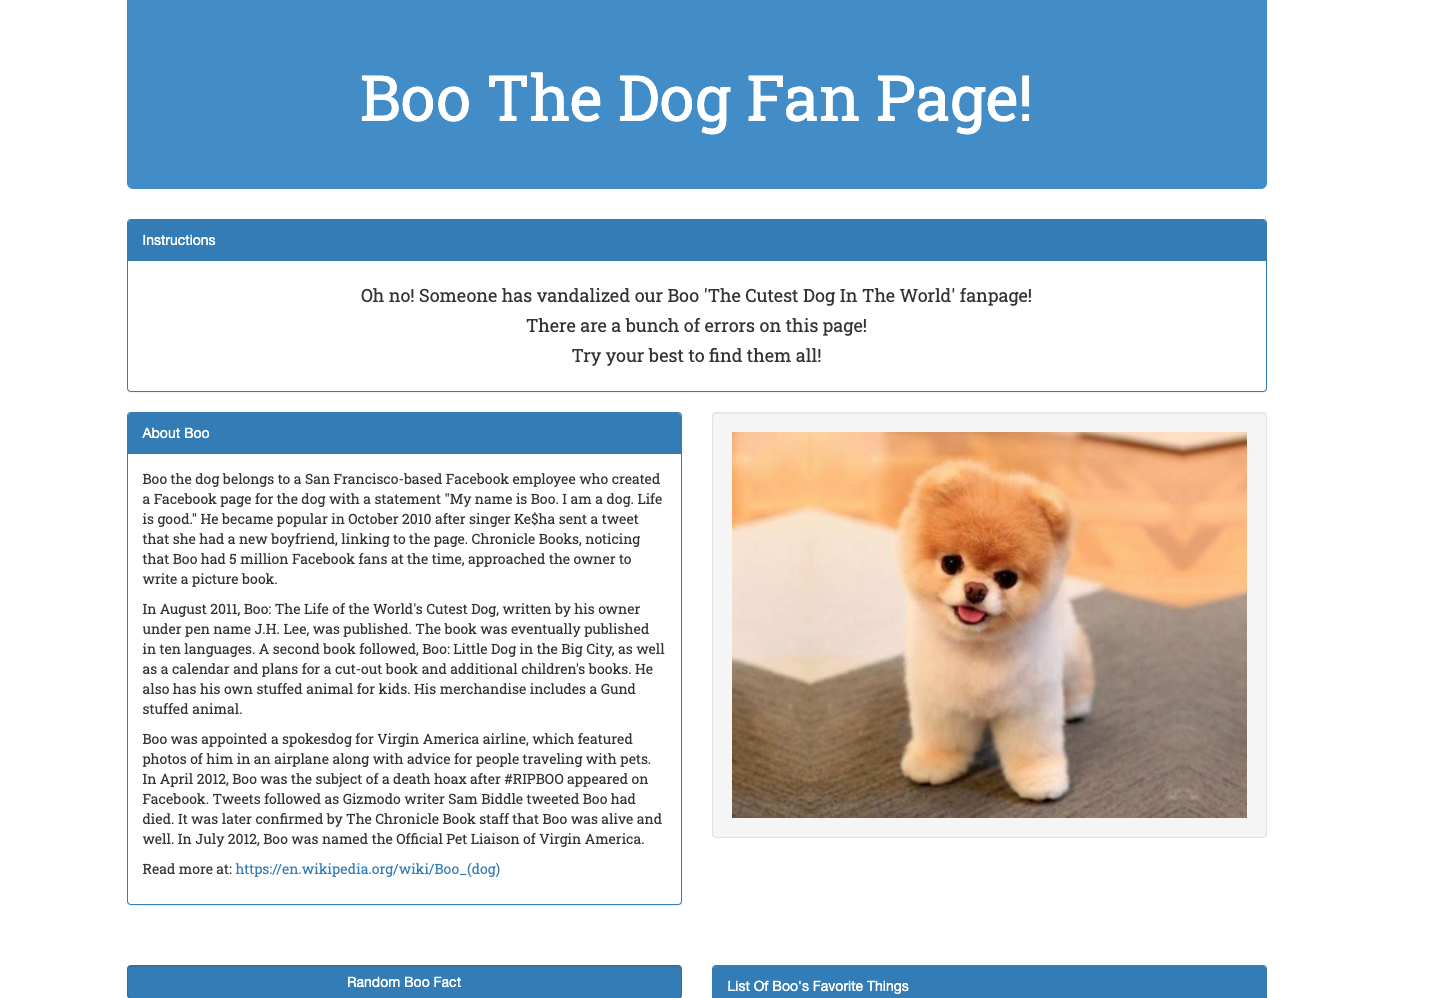 Boo The Dog Fan Page!
Instructions
Oh no! Someone has vandalized our Boo 'The Cutest Dog In The World' fanpage!
There are a bunch of errors on this page!
Try your best to find them all!
About Boo
Boo the dog belongs to a San Francisco-based Facebook employee who created
a Facebook page for the dog with a statement "My name is Boo. I am a dog. Life
is good." He became popular in October 2010 after singer Ke$ha sent a tweet
that she had a new boyfriend, linking to the page. Chronicle Books, noticing
that Boo had 5 million Facebook fans at the time, approached the owner to
write a picture book.
In August 2011, Boo: The Life of the World's Cutest Dog, written by his owner
under pen name J.H. Lee, was published. The book was eventually published
in ten languages. A second book followed, Boo: Little Dog in the Big City, as well
as a calendar and plans for a cut-out book and additional children's books. He
also has his own stuffed animal for kids. His merchandise includes a Gund
stuffed animal.
Boo was appointed a spokesdog for Virgin America airline, which featured
photos of him in an airplane along with advice for people traveling with pets.
In April 2012, Boo was the subject of a death hoax after #RIPBOO appeared on
Facebook. Tweets followed as Gizmodo writer Sam Biddle tweeted Boo had
died. It was later confirmed by The Chronicle Book staff that Boo was alive and
well. In July 2012, Boo was named the Official Pet Liaison of Virgin America.
Read more at: https://en.wikipedia.org/wiki/Boo_(dog)
Random Boo Fact
List Of Boo's Favorite Things